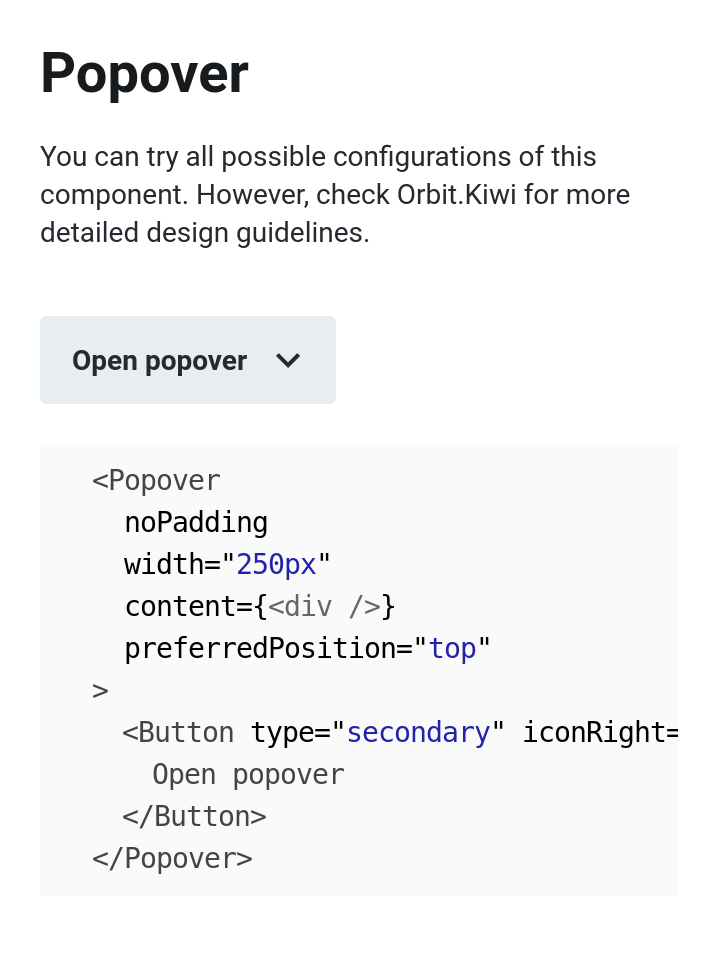 Popover
You can try all possible configurations of this
component. However, check Orbit.Kiwi for more
detailed design guidelines.
Open popover
<Popover
  noPadding
  width="250px"
  content={<div />}
  preferredPosition="top"
>
  <Button type="secondary" iconRight=
    Open popover
  </Button>
</Popover>